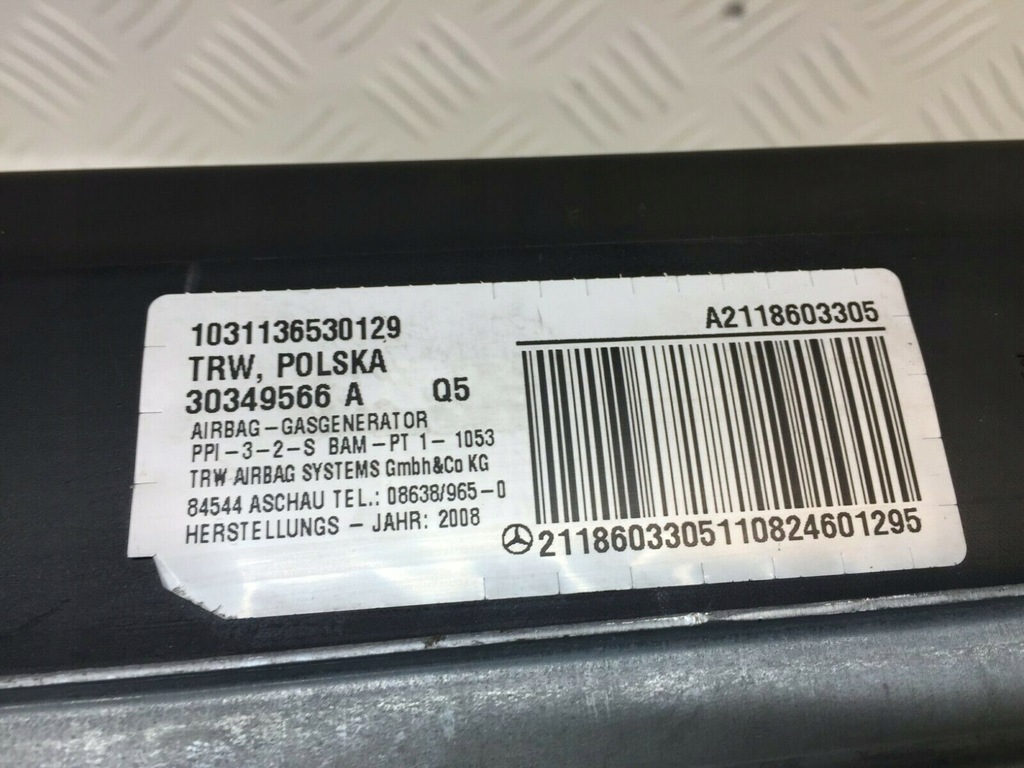 1031136530129
TRW, POLSKA
30349566 A Q5
AIRBAG-GASGENERATOR
PPI-3-2-S BAM-PT 1-1053
TRW AIRBAG SYSTEMS Gmbh&Co KG
84544 ASCHAU TEL.: 08638/965-0
HERSTELLUNGS - JAHR: 2008
A2118603305
2118603305110824601295